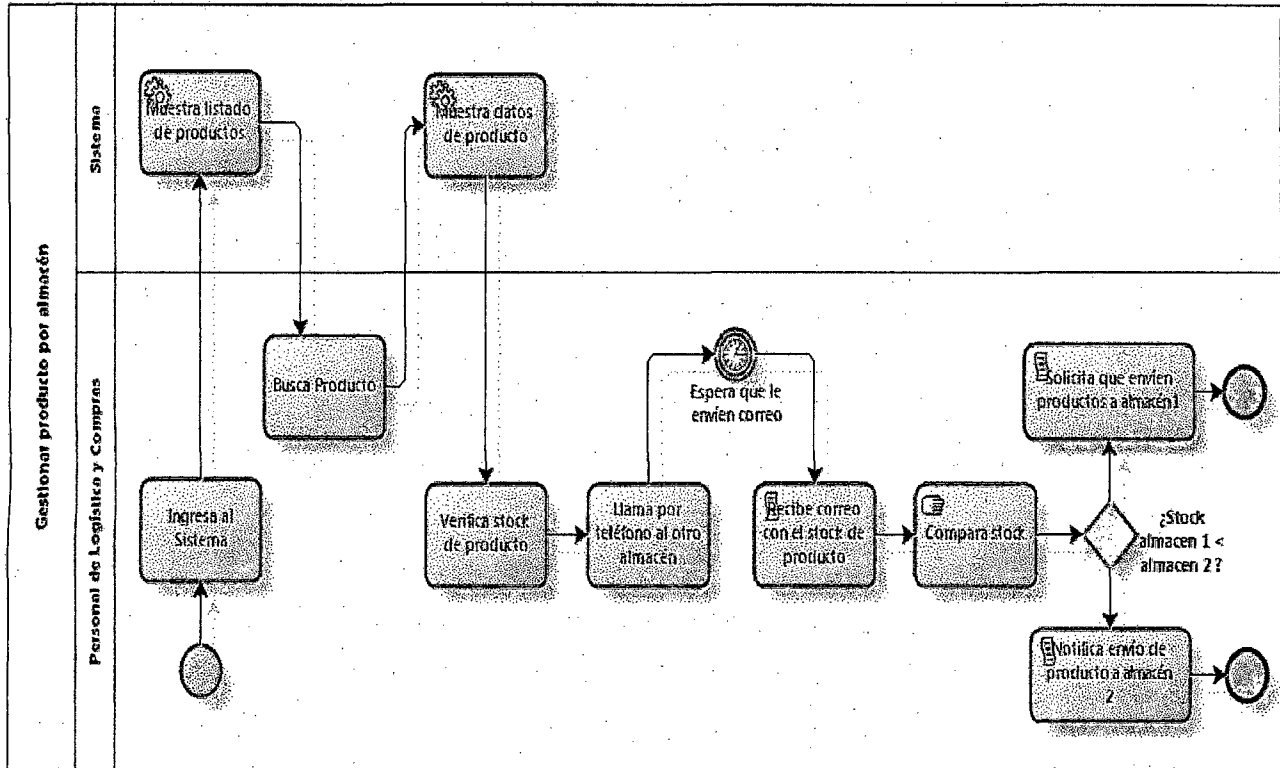 Gestionar producto por almacén
Sistema
Muestra listado
de productos
Muestra datos
de producto
Personal de Logística y Compras
Busca Producto
Ingresa al
Sistema
Verifica stock
de producto
Llama por
teléfono al otro
almacén
Espera que le
envíen correo
Recibe correo
con el stock de
producto
Compara stock
¿Stock
almacen 1 <
almacen 2?
Solicita que envíen
productos a almacén1
Notifica envío de
producto a almacén
2